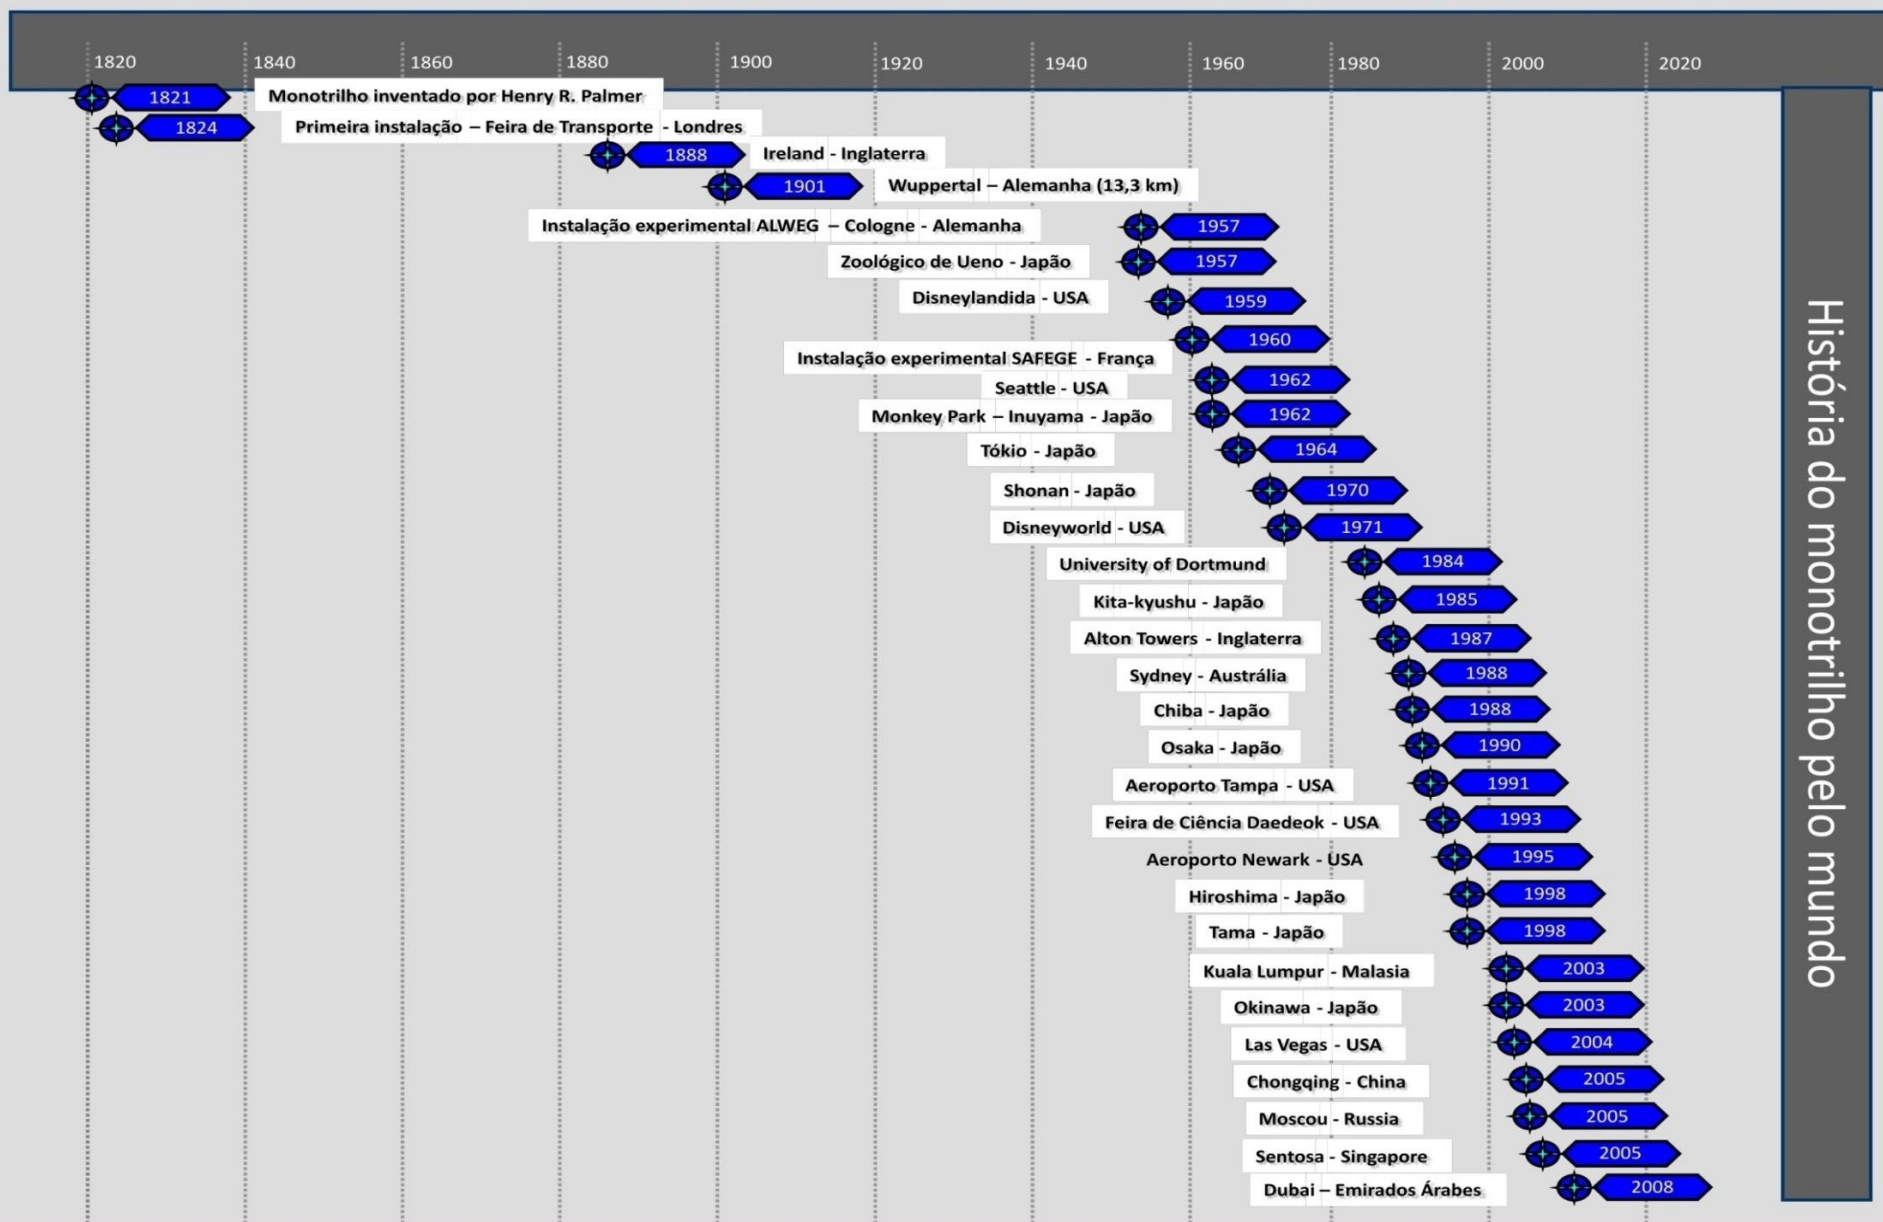 1820 1840 1860 1880 1900 1920 1940 1960 1980 2000 2020
1821 Monotrilho inventado por Henry R. Palmer
1824 Primeira instalação – Feira de Transporte - Londres
1888 Ireland - Inglaterra
1901 Wuppertal – Alemanha (13,3 km)
Instalação experimental ALWEG – Cologne - Alemanha 1957
Zoológico de Ueno - Japão 1957
Disneylandida - USA 1959
1960
Instalação experimental SAFEGE - França
Seattle - USA 1962
Monkey Park – Inuyama - Japão 1962
Tókio - Japão 1964
Shonan - Japão 1970
Disneyworld - USA 1971
University of Dortmund 1984
Kita-kyushu - Japão 1985
Alton Towers - Inglaterra 1987
Sydney - Austrália 1988
Chiba - Japão 1988
Osaka - Japão 1990
Aeroporto Tampa - USA 1991
Feira de Ciência Daedeok - USA 1993
Aeroporto Newark - USA 1995
Hiroshima - Japão 1998
Tama - Japão 1998
Kuala Lumpur - Malasia 2003
Okinawa - Japão 2003
Las Vegas - USA 2004
Chongqing - China 2005
Moscou - Russia 2005
Sentosa - Singapore 2005
Dubai – Emirados Árabes 2008
História do monotrilho pelo mundo